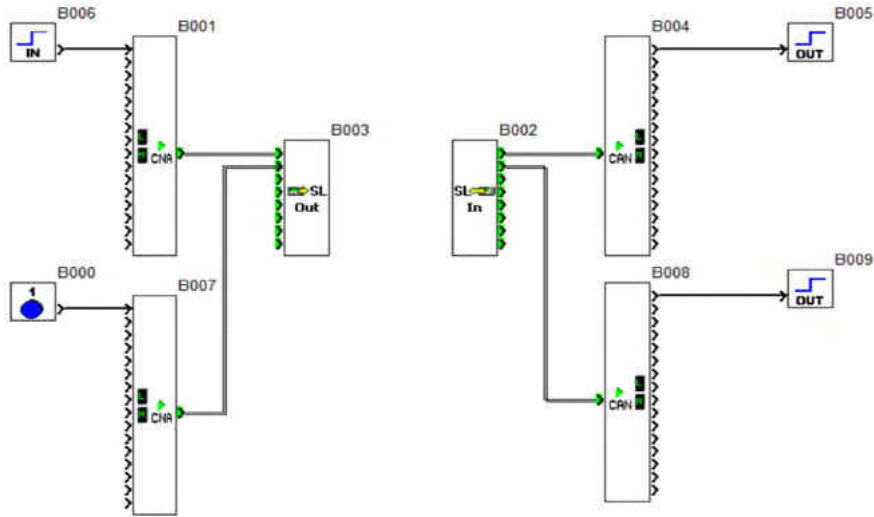 B006
IN
B001
L
H
CNA
B003
SL
Out
B002
SL
In
B004
L
CAN H
B005
OUT
B000
1
B007
L
H
CNA
B008
L
CAN H
B009
OUT